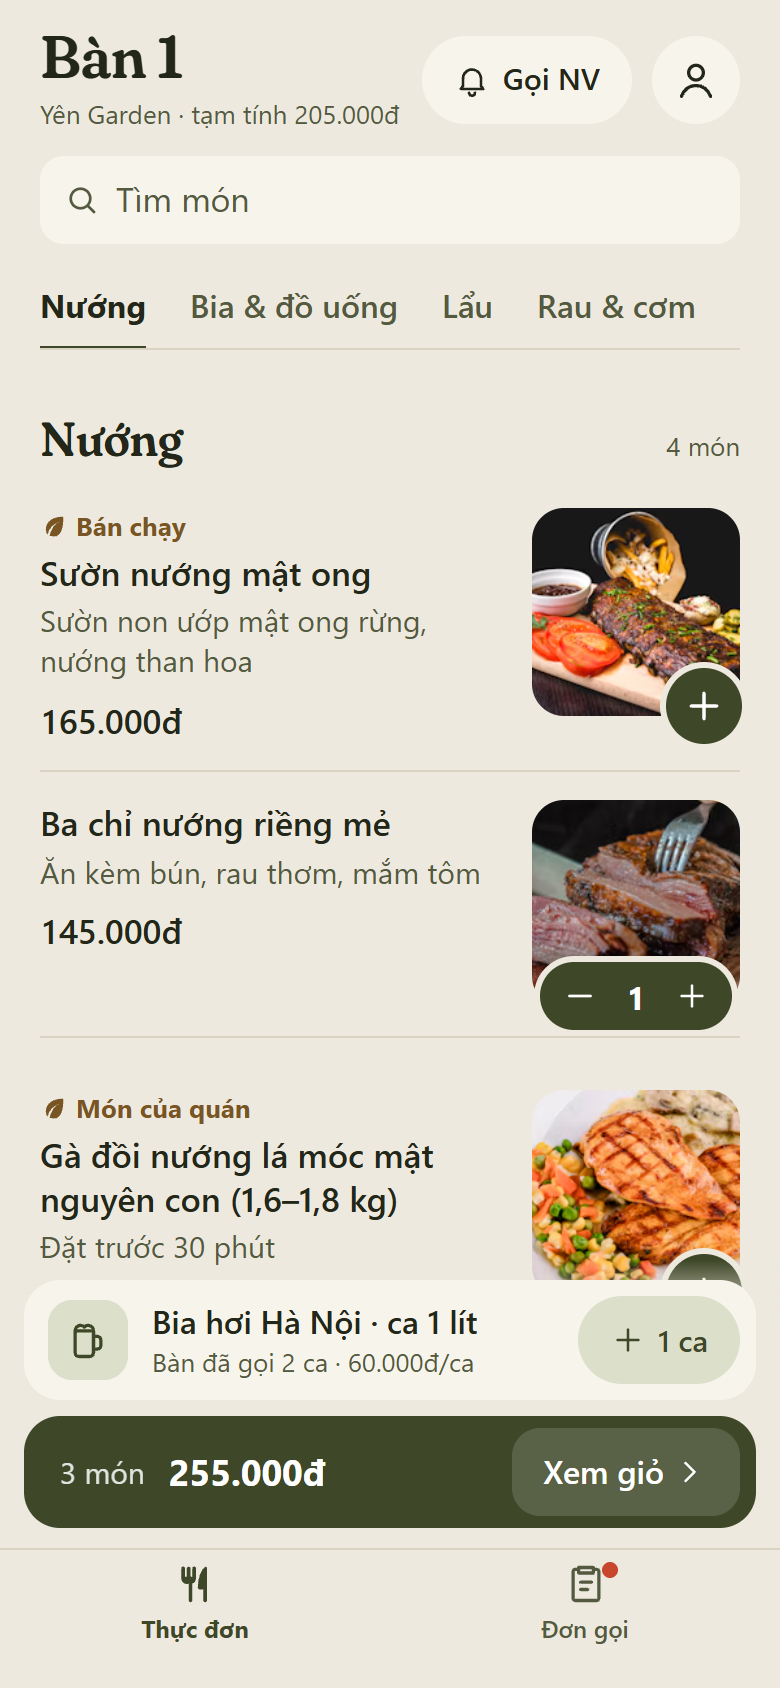 Bàn 1
Yên Garden · tạm tính 205.000đ
Gọi NV
Tìm món
Nướng
Bia & đồ uống
Lẩu
Rau & cơm
Nướng
4 món
Bán chạy
Sườn nướng mật ong
Sườn non ướp mật ong rừng,
nướng than hoa
165.000đ
Ba chỉ nướng riềng mẻ
Ăn kèm bún, rau thơm, mắm tôm
145.000đ
1
Món của quán
Gà đồi nướng lá móc mật
nguyên con (1,6–1,8 kg)
Đặt trước 30 phút
Bia hơi Hà Nội · ca 1 lít
Bàn đã gọi 2 ca · 60.000đ/ca
+ 1 ca
3 món 255.000đ
Xem giỏ
Thực đơn
Đơn gọi